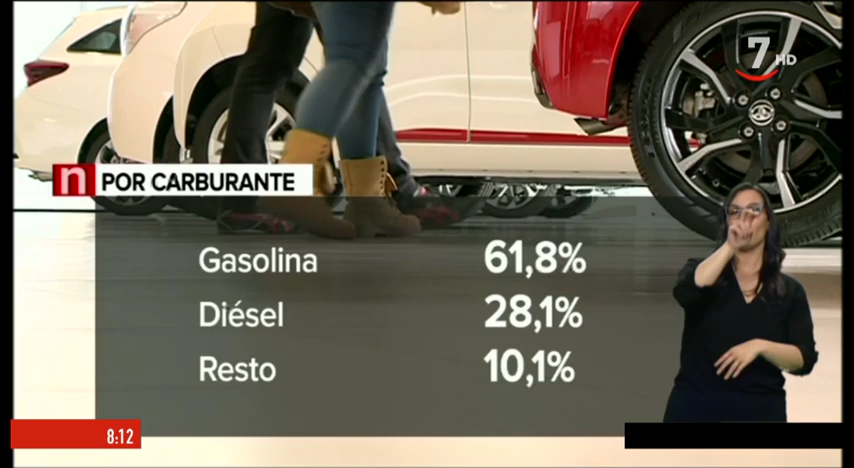 7 HD
n POR CARBURANTE
Gasolina 61,8%
Diésel 28,1%
Resto 10,1%
8:12